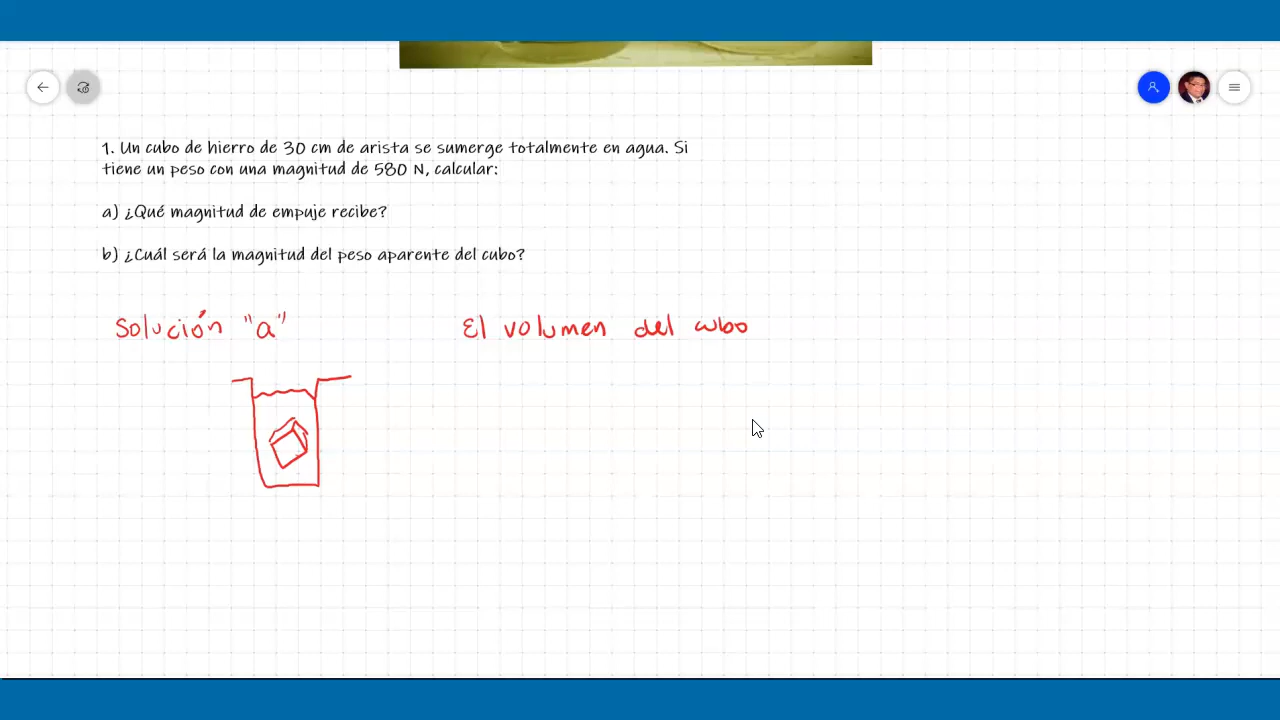 1. Un cubo de hierro de 30 cm de arista se sumerge totalmente en agua. Si
tiene un peso con una magnitud de 580 N, calcular:
a) ¿Qué magnitud de empuje recibe?
b) ¿Cuál será la magnitud del peso aparente del cubo?
Solución "a"
El volumen del cubo